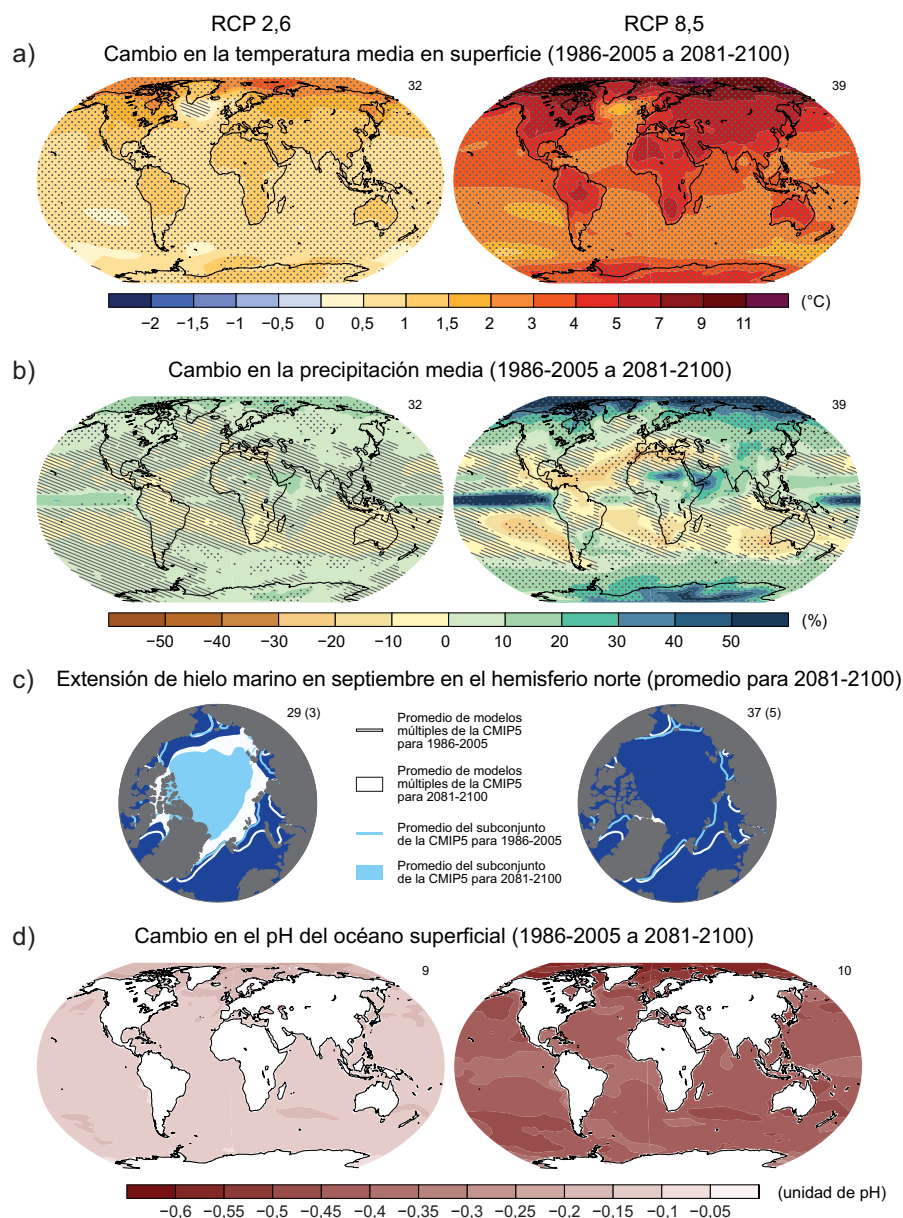 RCP 2,6 RCP 8,5
a) Cambio en la temperatura media en superficie (1986-2005 a 2081-2100)
32 39
(°C)
−2 −1,5 −1 −0,5 0 0,5 1 1,5 2 3 4 5 7 9 11
b) Cambio en la precipitación media (1986-2005 a 2081-2100)
32 39
(%)
−50 −40 −30 −20 −10 0 10 20 30 40 50
c) Extensión de hielo marino en septiembre en el hemisferio norte (promedio para 2081-2100)
29 (3) 37 (5)
Promedio de modelos
múltiples de la CMIP5
para 1986-2005
Promedio de modelos
múltiples de la CMIP5
para 2081-2100
Promedio del subconjunto
de la CMIP5 para 1986-2005
Promedio del subconjunto
de la CMIP5 para 2081-2100
d) Cambio en el pH del océano superficial (1986-2005 a 2081-2100)
9 10
(unidad de pH)
−0,6 −0,55 −0,5 −0,45 −0,4 −0,35 −0,3 −0,25 −0,2 −0,15 −0,1 −0,05